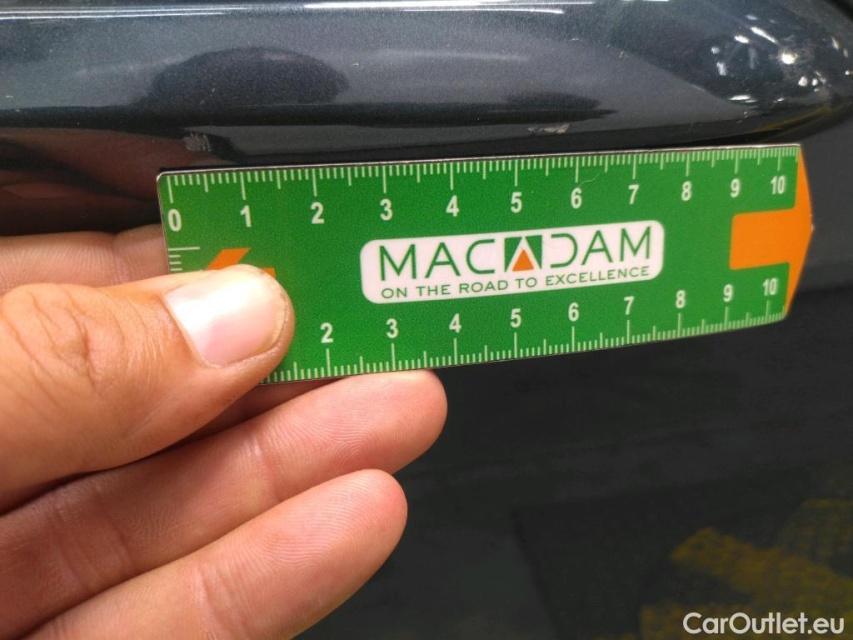 0 1 2 3 4 5 6 7 8 9 10
MACADAM
ON THE ROAD TO EXCELLENCE
2 3 4 5 6 7 8 9 10
CarOutlet.eu